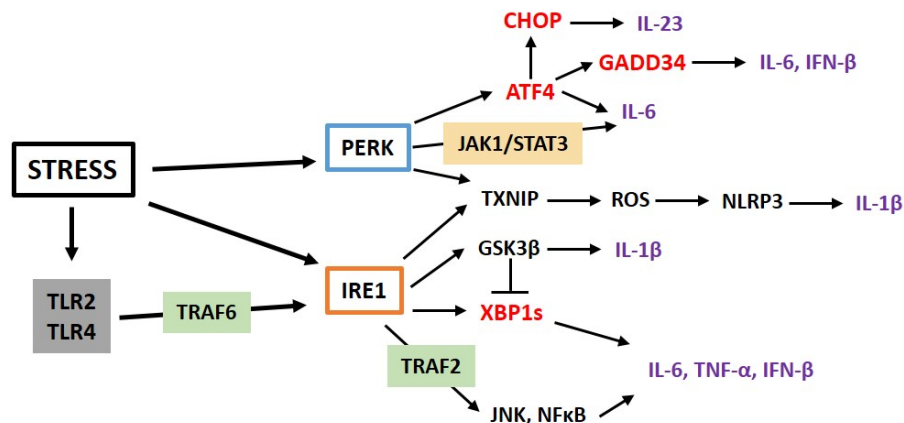 CHOP
IL-23
GADD34
IL-6, IFN-β
ATF4
IL-6
PERK
JAK1/STAT3
STRESS
TXNIP
ROS
NLRP3
IL-1β
GSK3β
IL-1β
IRE1
TLR2
TLR4
TRAF6
XBP1s
TRAF2
IL-6, TNF-α, IFN-β
JNK, NFκB